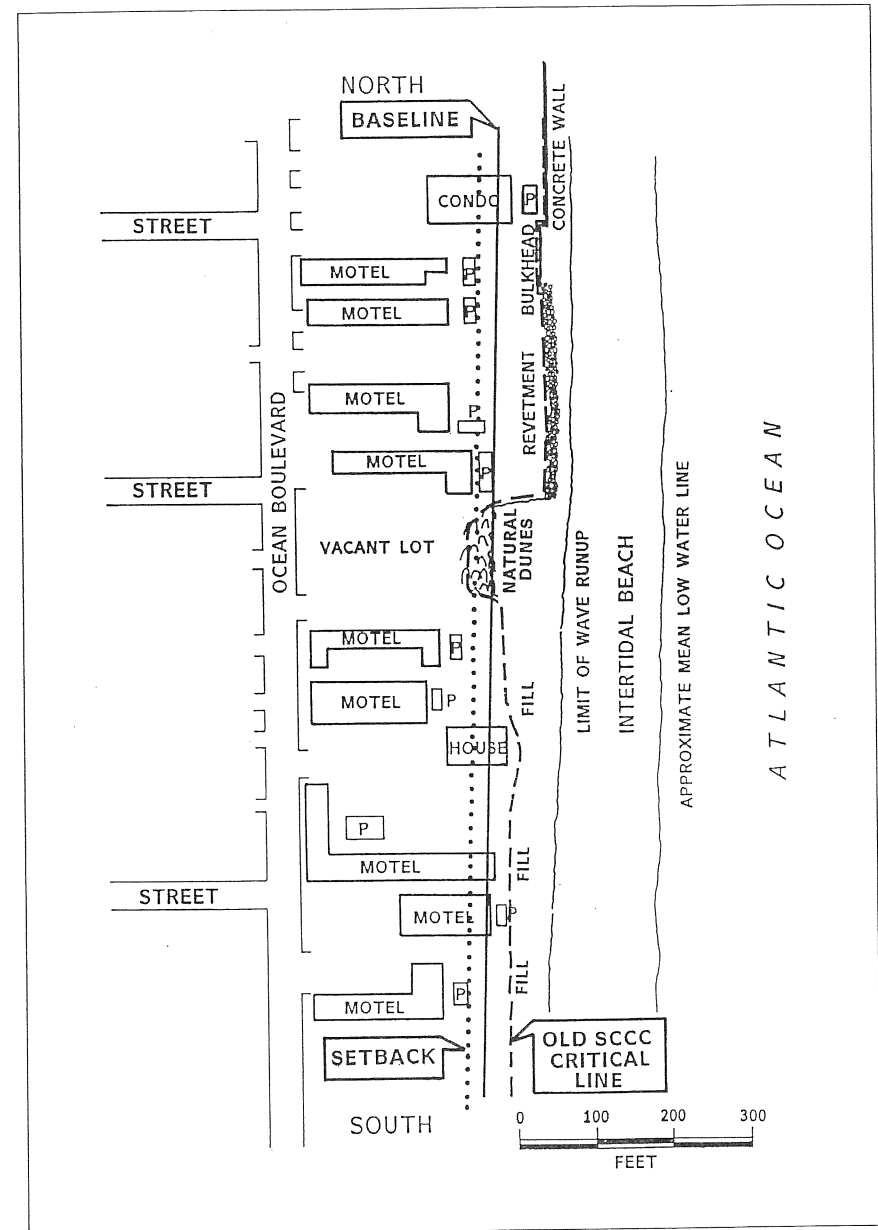 NORTH
BASELINE
CONCRETE WALL
CONDO
P
STREET
BULKHEAD
MOTEL
P
MOTEL
P
REVETMENT
MOTEL
P
OCEAN BOULEVARD
MOTEL
P
STREET
APPROXIMATE MEAN LOW WATER LINE
ATLANTIC OCEAN
VACANT LOT
NATURAL
DUNES
LIMIT OF WAVE RUNUP
INTERTIDAL BEACH
MOTEL
P
MOTEL
P
FILL
HOUSE
P
MOTEL
FILL
STREET
MOTEL
P
FILL
MOTEL
P
SETBACK
OLD SCCC
CRITICAL
LINE
SOUTH
0 100 200 300
FEET